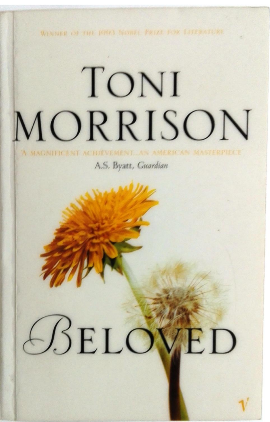 WINNER OF THE 1993 NOBEL PRIZE FOR LITERATURE
TONI
MORRISON
'A MAGNIFICENT ACHIEVEMENT...AN AMERICAN MASTERPIECE'
A.S. Byatt, Guardian
BELOVED
V